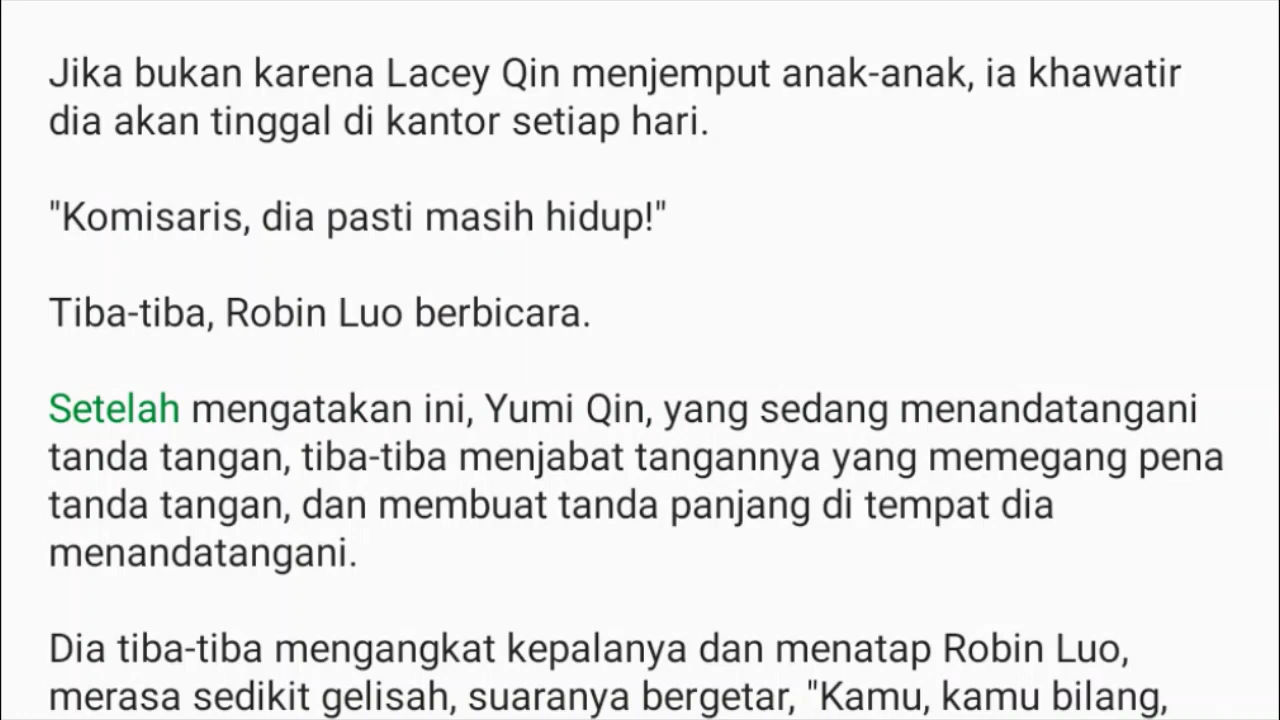 Jika bukan karena Lacey Qin menjemput anak-anak, ia khawatir
dia akan tinggal di kantor setiap hari.
"Komisaris, dia pasti masih hidup!"
Tiba-tiba, Robin Luo berbicara.
Setelah mengatakan ini, Yumi Qin, yang sedang menandatangani
tanda tangan, tiba-tiba menjabat tangannya yang memegang pena
tanda tangan, dan membuat tanda panjang di tempat dia
menandatangani.
Dia tiba-tiba mengangkat kepalanya dan menatap Robin Luo,
merasa sedikit gelisah, suaranya bergetar, "Kamu, kamu bilang,